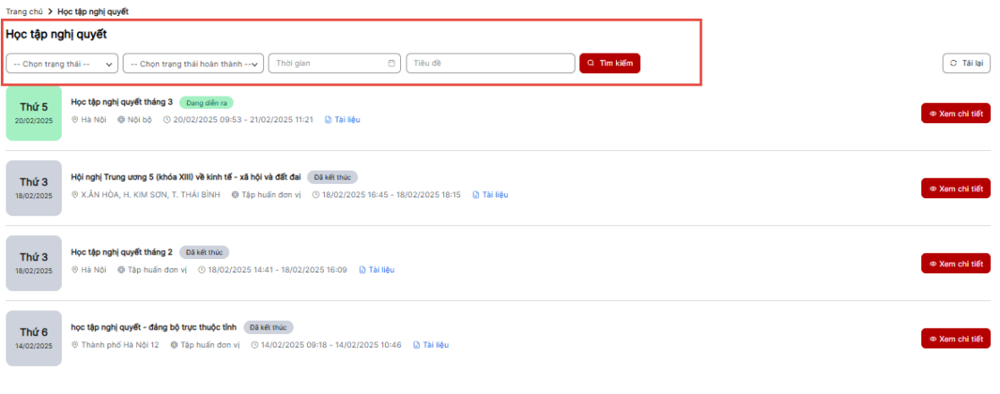 Trang chủ > Học tập nghị quyết
Học tập nghị quyết
-- Chọn trạng thái -- -- Chọn trạng thái hoàn thành -- Thời gian Tiêu đề Tìm kiếm Tải lại
Thứ 5
20/02/2025
Học tập nghị quyết tháng 3 Đang diễn ra
Hà Nội Nội bộ 20/02/2025 09:53 - 21/02/2025 11:21 Tài liệu
Xem chi tiết
Thứ 3
18/02/2025
Hội nghị Trung ương 5 (khóa XIII) về kinh tế - xã hội và đất đai Đã kết thúc
X.ÂN HÒA, H. KIM SƠN, T. THÁI BÌNH Tập huấn đơn vị 18/02/2025 16:45 - 18/02/2025 18:15 Tài liệu
Xem chi tiết
Thứ 3
18/02/2025
Học tập nghị quyết tháng 2 Đã kết thúc
Hà Nội Tập huấn đơn vị 18/02/2025 14:41 - 18/02/2025 16:09 Tài liệu
Xem chi tiết
Thứ 6
14/02/2025
học tập nghị quyết - đảng bộ trực thuộc tỉnh Đã kết thúc
Thành phố Hà Nội 12 Tập huấn đơn vị 14/02/2025 09:18 - 14/02/2025 10:46 Tài liệu
Xem chi tiết